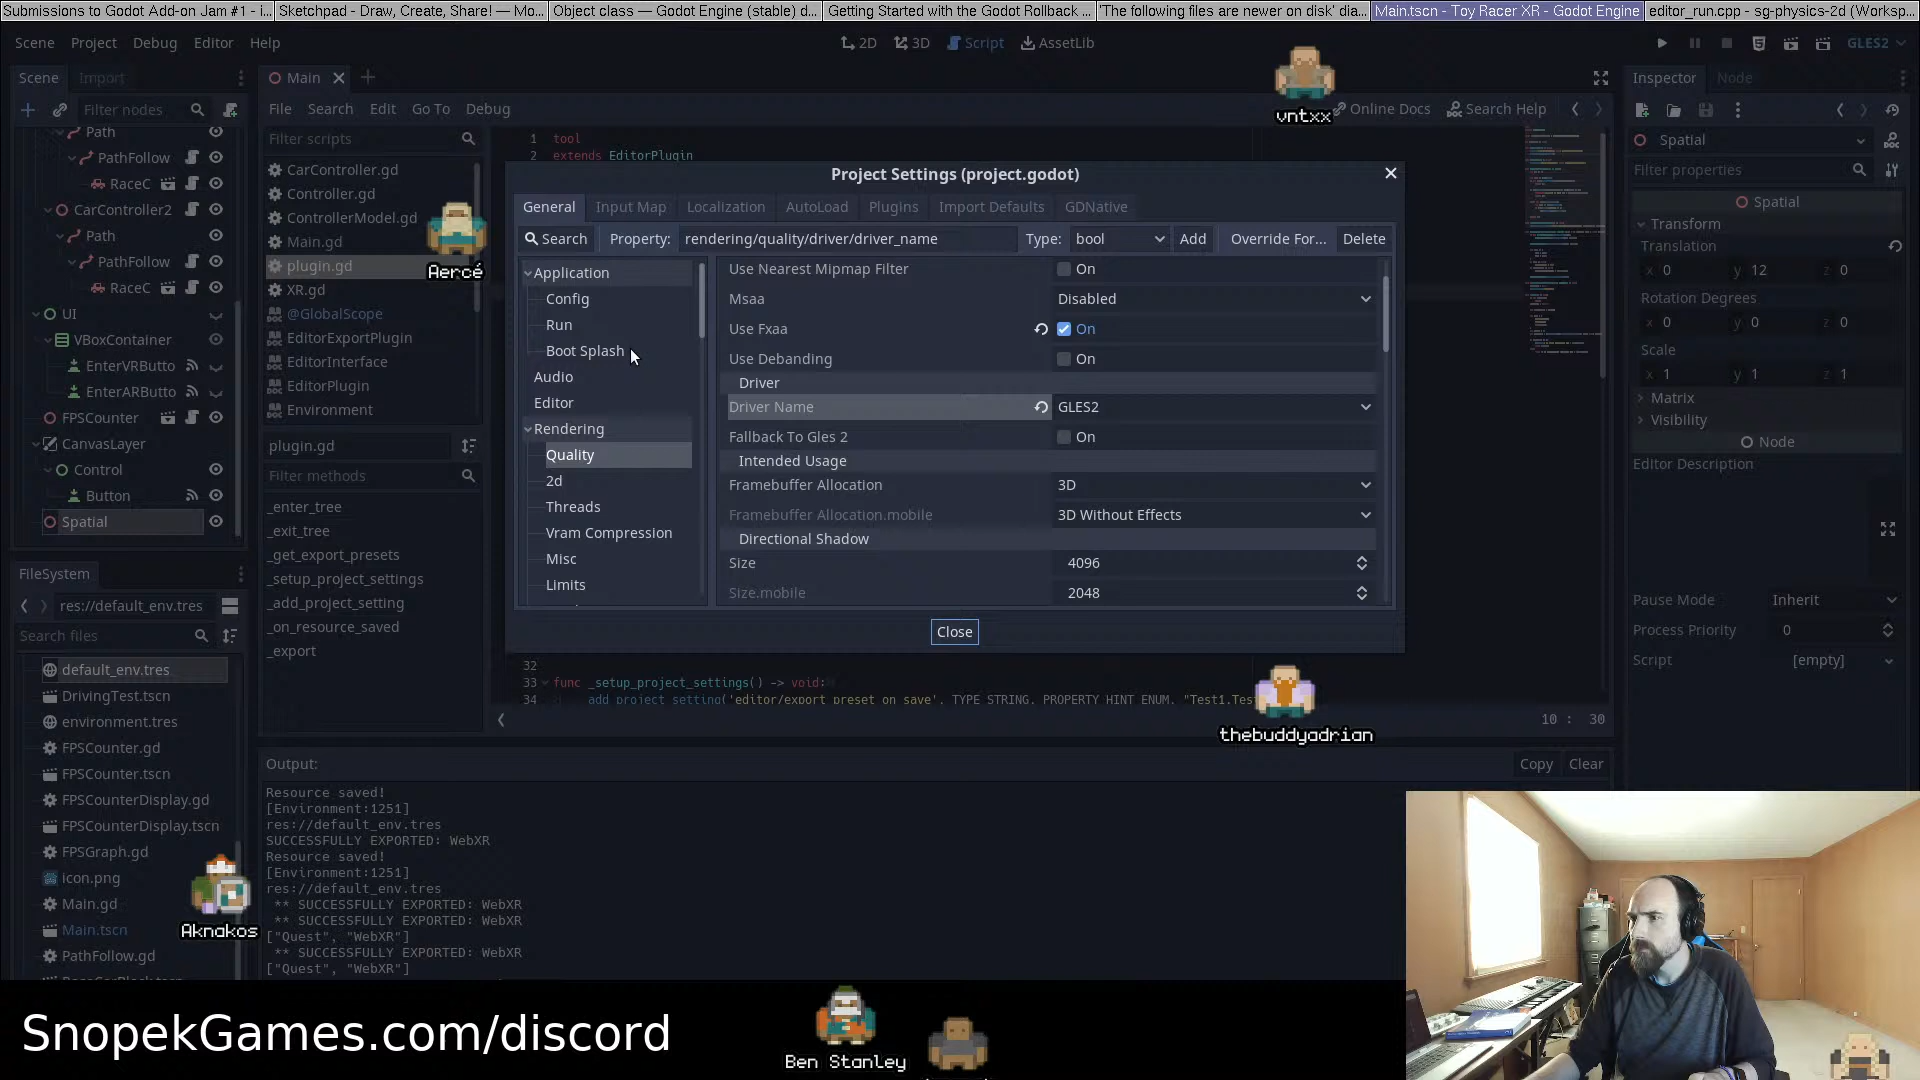 Submissions to Godot Add-on Jam #1 - i...
Sketchpad - Draw, Create, Share! — Mo...
Object class — Godot Engine (stable) d...
Getting Started with the Godot Rollback ...
'The following files are newer on disk' dia...
Main.tscn - Toy Racer XR - Godot Engine
editor_run.cpp - sg-physics-2d (Worksp...
Scene Project Debug Editor Help
2D 3D Script AssetLib
GLES2
Scene Import
Main
Inspector Node
Filter nodes
File Search Edit Go To Debug
Online Docs Search Help
vntxx
Path
PathFollow
RaceC
CarController2
Path
PathFollow
RaceC
UI
VBoxContainer
EnterVRButto
EnterARButto
FPSCounter
CanvasLayer
Control
Button
Spatial
Filter scripts
CarController.gd
Controller.gd
ControllerModel.gd
Main.gd
plugin.gd
XR.gd
@GlobalScope
EditorExportPlugin
EditorInterface
EditorPlugin
Environment
Aercé
plugin.gd
Filter methods
_enter_tree
_exit_tree
_get_export_presets
_setup_project_settings
_add_project_setting
_on_resource_saved
_export
1 tool
2 extends EditorPlugin
Project Settings (project.godot)
General Input Map Localization AutoLoad Plugins Import Defaults GDNative
Search Property: rendering/quality/driver/driver_name Type: bool Add Override For... Delete
Application
Config
Run
Boot Splash
Audio
Editor
Rendering
Quality
2d
Threads
Vram Compression
Misc
Limits
Use Nearest Mipmap Filter On
Msaa Disabled
Use Fxaa On
Use Debanding On
Driver
Driver Name GLES2
Fallback To Gles 2 On
Intended Usage
Framebuffer Allocation 3D
Framebuffer Allocation.mobile 3D Without Effects
Directional Shadow
Size 4096
Size.mobile 2048
Close
32
33 func _setup_project_settings() -> void:
34 add_project_setting('editor/export_preset_on_save', TYPE_STRING, PROPERTY_HINT_ENUM, "Test1,Tes
10 : 30
thebuddyadrian
Spatial
Filter properties
Spatial
Transform
Translation
x 0 y 12 z 0
Rotation Degrees
x 0 y 0 z 0
Scale
x 1 y 1 z 1
Matrix
Visibility
Node
Editor Description
Pause Mode Inherit
Process Priority 0
Script [empty]
FileSystem
res://default_env.tres
Search files
default_env.tres
DrivingTest.tscn
environment.tres
FPSCounter.gd
FPSCounter.tscn
FPSCounterDisplay.gd
FPSCounterDisplay.tscn
FPSGraph.gd
icon.png
Main.gd
Main.tscn
PathFollow.gd
Aknakos
Output: Copy Clear
Resource saved!
[Environment:1251]
res://default_env.tres
SUCCESSFULLY EXPORTED: WebXR
Resource saved!
[Environment:1251]
res://default_env.tres
** SUCCESSFULLY EXPORTED: WebXR
** SUCCESSFULLY EXPORTED: WebXR
["Quest", "WebXR"]
** SUCCESSFULLY EXPORTED: WebXR
["Quest", "WebXR"]
SnopekGames.com/discord
Ben Stanley